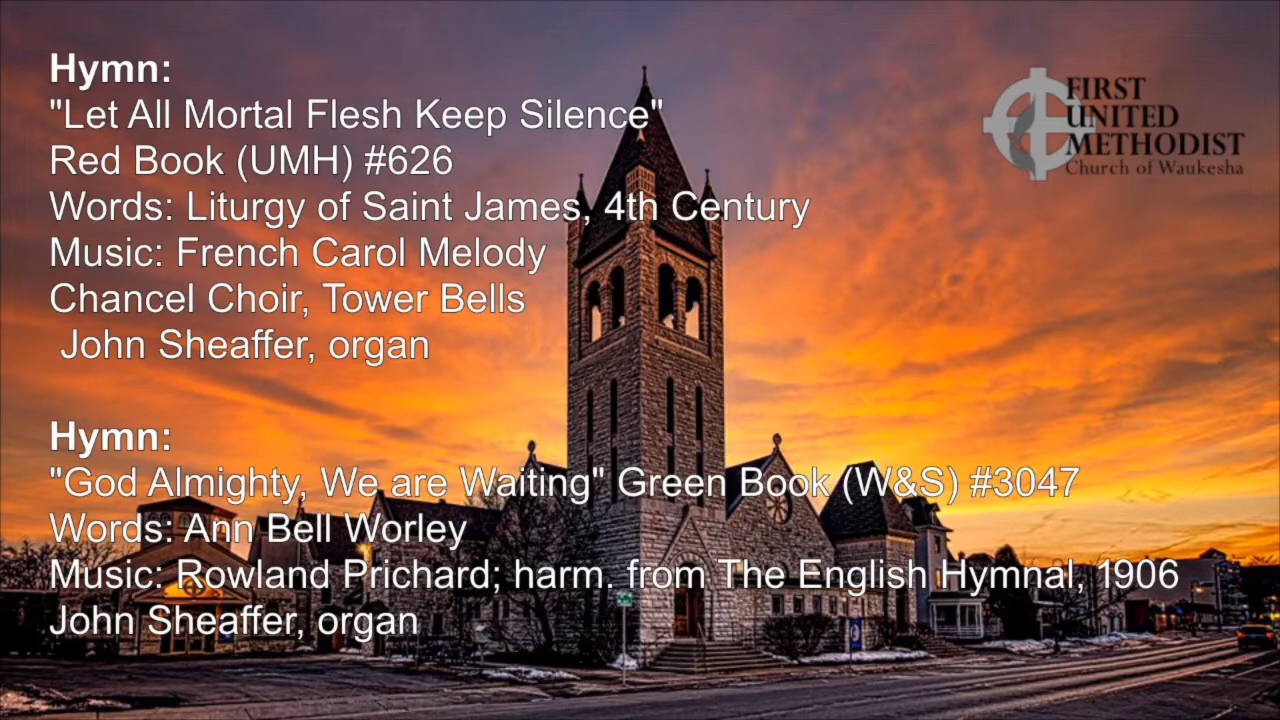 Hymn:
"Let All Mortal Flesh Keep Silence"
Red Book (UMH) #626
Words: Liturgy of Saint James, 4th Century
Music: French Carol Melody
Chancel Choir, Tower Bells
John Sheaffer, organ
Hymn:
"God Almighty, We are Waiting" Green Book (W&S) #3047
Words: Ann Bell Worley
Music: Rowland Prichard; harm. from The English Hymnal, 1906
John Sheaffer, organ
FIRST
UNITED
METHODIST
Church of Waukesha